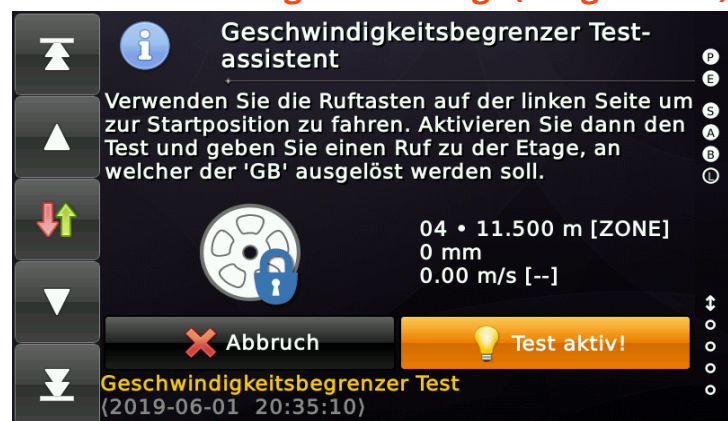 Geschwindigkeitsbegrenzer Test-
assistent
Verwenden Sie die Ruftasten auf der linken Seite um
zur Startposition zu fahren. Aktivieren Sie dann den
Test und geben Sie einen Ruf zu der Etage, an
welcher der 'GB' ausgelöst werden soll.
04 • 11.500 m [ZONE]
0 mm
0.00 m/s [--]
Abbruch
Test aktiv!
Geschwindigkeitsbegrenzer Test
(2019-06-01 20:35:10)
P
E
S
A
B
L